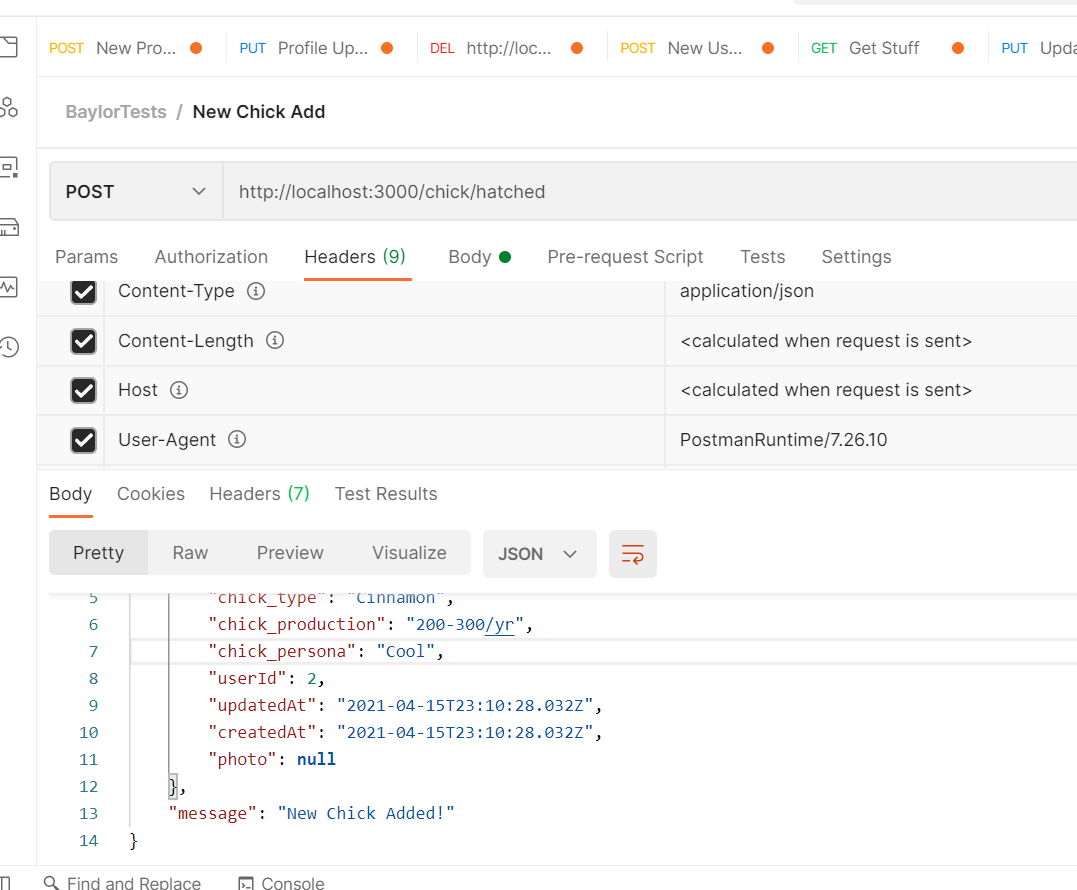 POST New Pro... PUT Profile Up... DEL http://loc... POST New Us... GET Get Stuff PUT Upda
BaylorTests / New Chick Add
POST http://localhost:3000/chick/hatched
Params Authorization Headers (9) Body Pre-request Script Tests Settings
Content-Type application/json
Content-Length <calculated when request is sent>
Host <calculated when request is sent>
User-Agent PostmanRuntime/7.26.10
Body Cookies Headers (7) Test Results
Pretty Raw Preview Visualize JSON
5 "chick_type": "Cinnamon",
6 "chick_production": "200-300/yr",
7 "chick_persona": "Cool",
8 "userId": 2,
9 "updatedAt": "2021-04-15T23:10:28.032Z",
10 "createdAt": "2021-04-15T23:10:28.032Z",
11 "photo": null
12 },
13 "message": "New Chick Added!"
14 }
Find and Replace Console